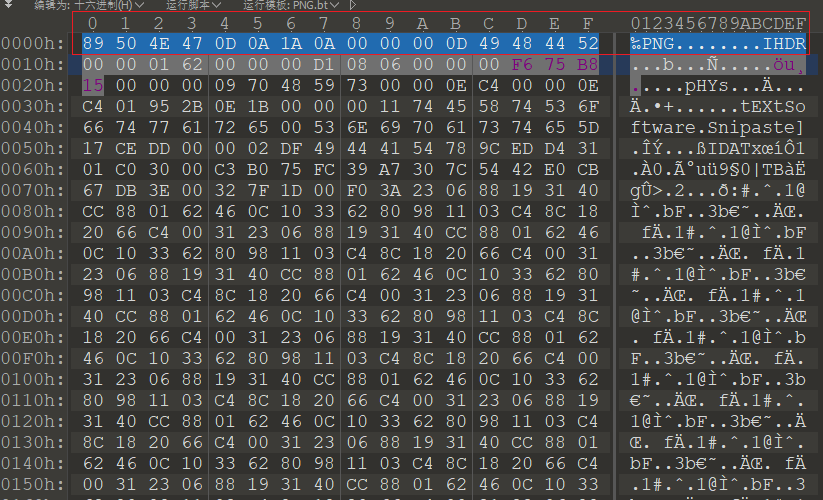 编辑为: 十六进制(H) 运行脚本 运行模板: PNG.bt
0 1 2 3 4 5 6 7 8 9 A B C D E F 0123456789ABCDEF
0000h: 89 50 4E 47 0D 0A 1A 0A 00 00 00 0D 49 48 44 52 ‰PNG........IHDR
0010h: 00 00 01 62 00 00 00 D1 08 06 00 00 00 F6 75 B8 ...b...Ñ.....öu¸
0020h: 15 00 00 00 09 70 48 59 73 00 00 0E C4 00 00 0E .....pHYs...Ä...
0030h: C4 01 95 2B 0E 1B 00 00 00 11 74 45 58 74 53 6F Ä.•+......tEXtSo
0040h: 66 74 77 61 72 65 00 53 6E 69 70 61 73 74 65 5D ftware.Snipaste]
0050h: 17 CE DD 00 00 02 DF 49 44 41 54 78 9C ED D4 31 .ÎÝ...ßIDATxœíÔ1
0060h: 01 C0 30 00 C3 B0 75 FC 39 A7 30 7C 54 42 E0 CB .À0.Ã°uü9§0|TBàË
0070h: 67 DB 3E 00 32 7F 1D 00 F0 3A 23 06 88 19 31 40 gÛ>.2...ð:#.ˆ.1@
0080h: CC 88 01 62 46 0C 10 33 62 80 98 11 03 C4 8C 18 Ìˆ.bF..3b€˜..ÄŒ.
0090h: 20 66 C4 00 31 23 06 88 19 31 40 CC 88 01 62 46  fÄ.1#.ˆ.1@Ìˆ.bF
00A0h: 0C 10 33 62 80 98 11 03 C4 8C 18 20 66 C4 00 31 ..3b€˜..ÄŒ. fÄ.1
00B0h: 23 06 88 19 31 40 CC 88 01 62 46 0C 10 33 62 80 #.ˆ.1@Ìˆ.bF..3b€
00C0h: 98 11 03 C4 8C 18 20 66 C4 00 31 23 06 88 19 31 ˜..ÄŒ. fÄ.1#.ˆ.1
00D0h: 40 CC 88 01 62 46 0C 10 33 62 80 98 11 03 C4 8C @Ìˆ.bF..3b€˜..ÄŒ
00E0h: 18 20 66 C4 00 31 23 06 88 19 31 40 CC 88 01 62 . fÄ.1#.ˆ.1@Ìˆ.b
00F0h: 46 0C 10 33 62 80 98 11 03 C4 8C 18 20 66 C4 00 F..3b€˜..ÄŒ. fÄ.
0100h: 31 23 06 88 19 31 40 CC 88 01 62 46 0C 10 33 62 1#.ˆ.1@Ìˆ.bF..3b
0110h: 80 98 11 03 C4 8C 18 20 66 C4 00 31 23 06 88 19 €˜..ÄŒ. fÄ.1#.ˆ.
0120h: 31 40 CC 88 01 62 46 0C 10 33 62 80 98 11 03 C4 1@Ìˆ.bF..3b€˜..Ä
0130h: 8C 18 20 66 C4 00 31 23 06 88 19 31 40 CC 88 01 Œ. fÄ.1#.ˆ.1@Ìˆ.
0140h: 62 46 0C 10 33 62 80 98 11 03 C4 8C 18 20 66 C4 bF..3b€˜..ÄŒ. fÄ
0150h: 00 31 23 06 88 19 31 40 CC 88 01 62 46 0C 10 33 .1#.ˆ.1@Ìˆ.bF..3